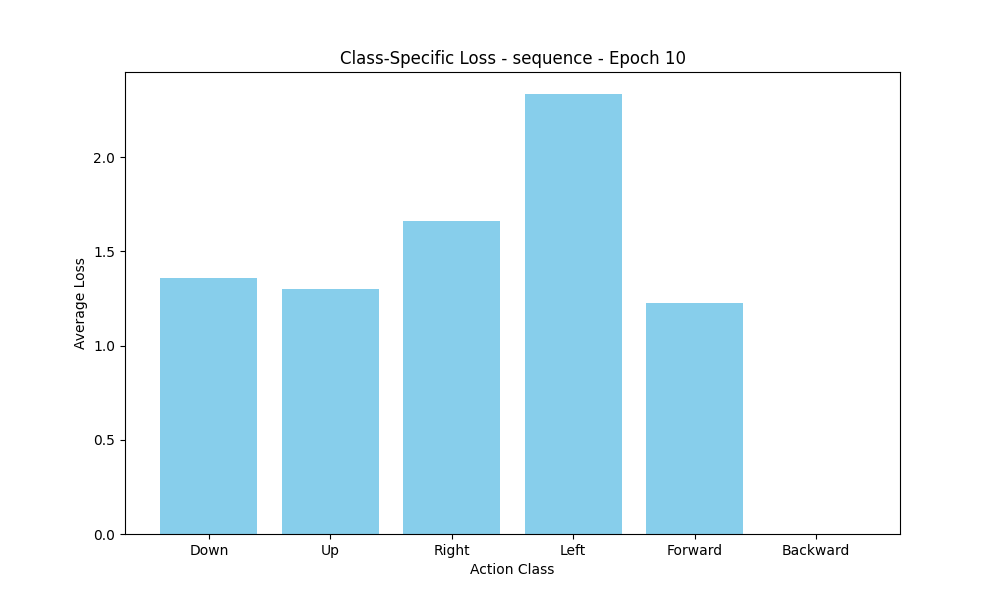 Class-Specific Loss - sequence - Epoch 10
Average Loss
2.0
1.5
1.0
0.5
0.0
Down Up Right Left Forward Backward
Action Class